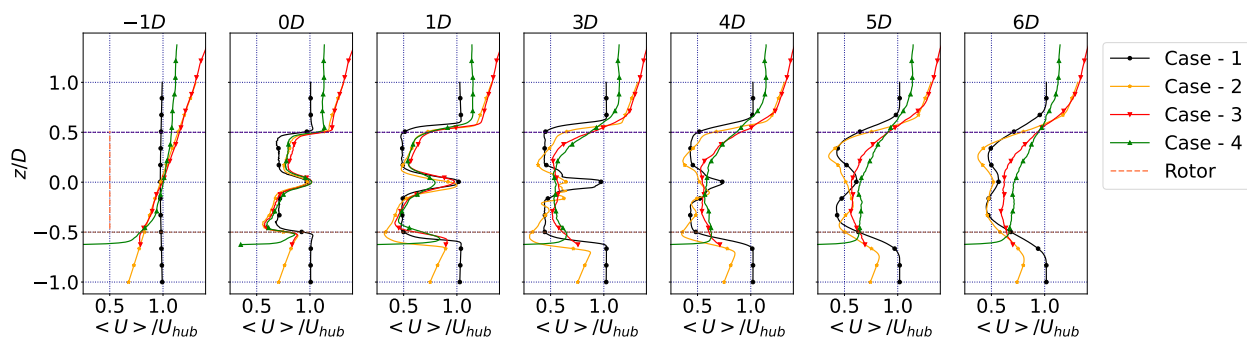 −1D 0D 1D 3D 4D 5D 6D
z/D
1.0
0.5
0.0
−0.5
−1.0
0.5 1.0 0.5 1.0 0.5 1.0 0.5 1.0 0.5 1.0 0.5 1.0 0.5 1.0
< U > /U_hub < U > /U_hub < U > /U_hub < U > /U_hub < U > /U_hub < U > /U_hub < U > /U_hub
Case - 1
Case - 2
Case - 3
Case - 4
Rotor